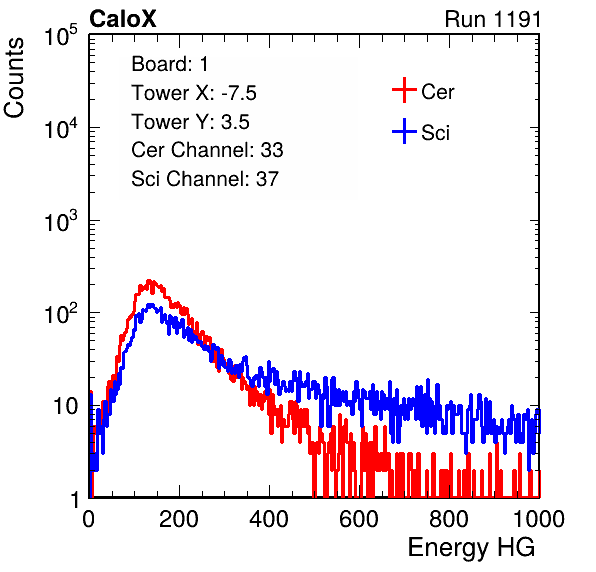 CaloX Run 1191
Counts
Board: 1
Tower X: -7.5
Tower Y: 3.5
Cer Channel: 33
Sci Channel: 37
Cer
Sci
10^5
10^4
10^3
10^2
10
1
0 200 400 600 800 1000
Energy HG